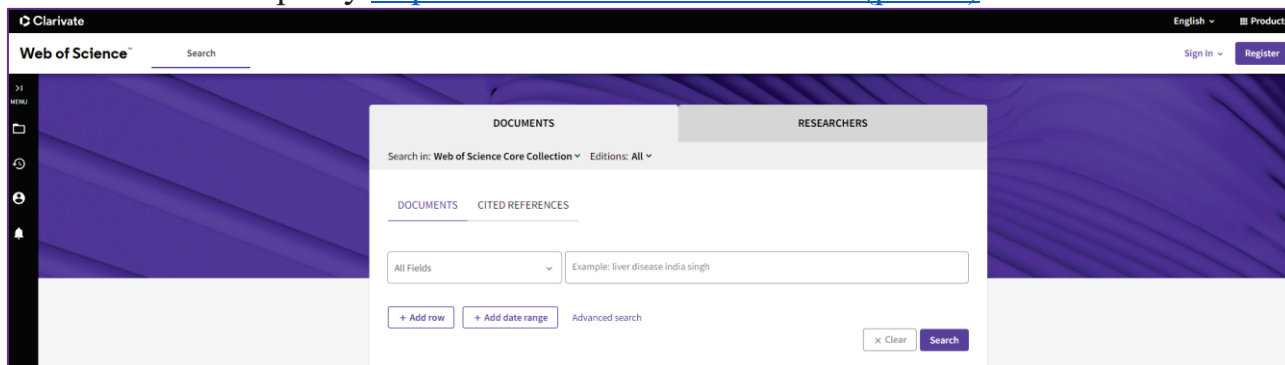 Clarivate
English
Products
Web of Science™
Search
Sign In
Register
MENU
DOCUMENTS
RESEARCHERS
Search in: Web of Science Core Collection Editions: All
DOCUMENTS CITED REFERENCES
All Fields
Example: liver disease india singh
+ Add row
+ Add date range
Advanced search
× Clear
Search